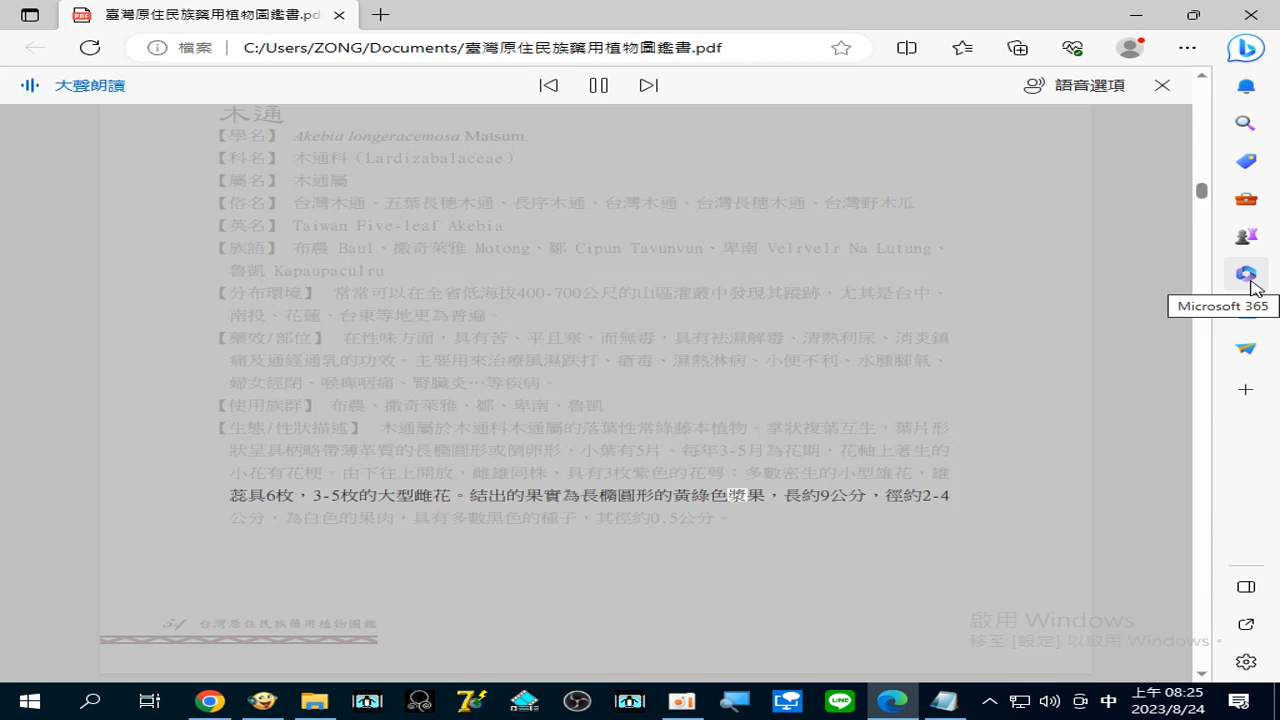 臺灣原住民族藥用植物圖鑑書.pdf
檔案
C:/Users/ZONG/Documents/臺灣原住民族藥用植物圖鑑書.pdf
大聲朗讀
語音選項
木通
【學名】 Akebia longeracemosa Matsum.
【科名】 木通科（Lardizabalaceae）
【屬名】 木通屬
【俗名】 台灣木通、五葉長穗木通、長序木通、台灣木通、台灣長穗木通、台灣野木瓜
【英名】 Taiwan Five-leaf Akebia
【族語】 布農 Baul、撒奇萊雅 Motong、鄒 Cipun Tavunvun、卑南 Velrvelr Na Lutung、
魯凱 Kapaupaculru
【分布環境】 常常可以在全省低海拔400-700公尺的山區灌叢中發現其蹤跡，尤其是台中、
南投、花蓮、台東等地更為普遍。
【藥效/部位】 在性味方面，具有苦、平且寒，而無毒，具有袪濕解毒、清熱利尿、消炎鎮
痛及通經通乳的功效。主要用來治療風濕跌打、瘡毒、濕熱淋病、小便不利、水腫腳氣、
婦女經閉、喉痺咽痛、腎臟炎…等疾病。
【使用族群】 布農、撒奇萊雅、鄒、卑南、魯凱
【生態/性狀描述】 木通屬於木通科木通屬的落葉性常綠藤本植物。掌狀複葉互生，葉片形
狀呈具柄略帶薄革質的長橢圓形或倒卵形，小葉有5片。每年3-5月為花期，花軸上著生的
小花有花梗。由下往上開放，雌雄同株，具有3枚紫色的花萼；多數密生的小型雄花，雄
蕊具6枚，3-5枚的大型雌花。結出的果實為長橢圓形的黃綠色漿果，長約9公分，徑約2-4
公分，為白色的果肉，具有多數黑色的種子，其徑約0.5公分。
54 台灣原住民族藥用植物圖鑑
Microsoft 365
啟用 Windows
移至 [設定] 以啟用 Windows。
中
上午 08:25
2023/8/24